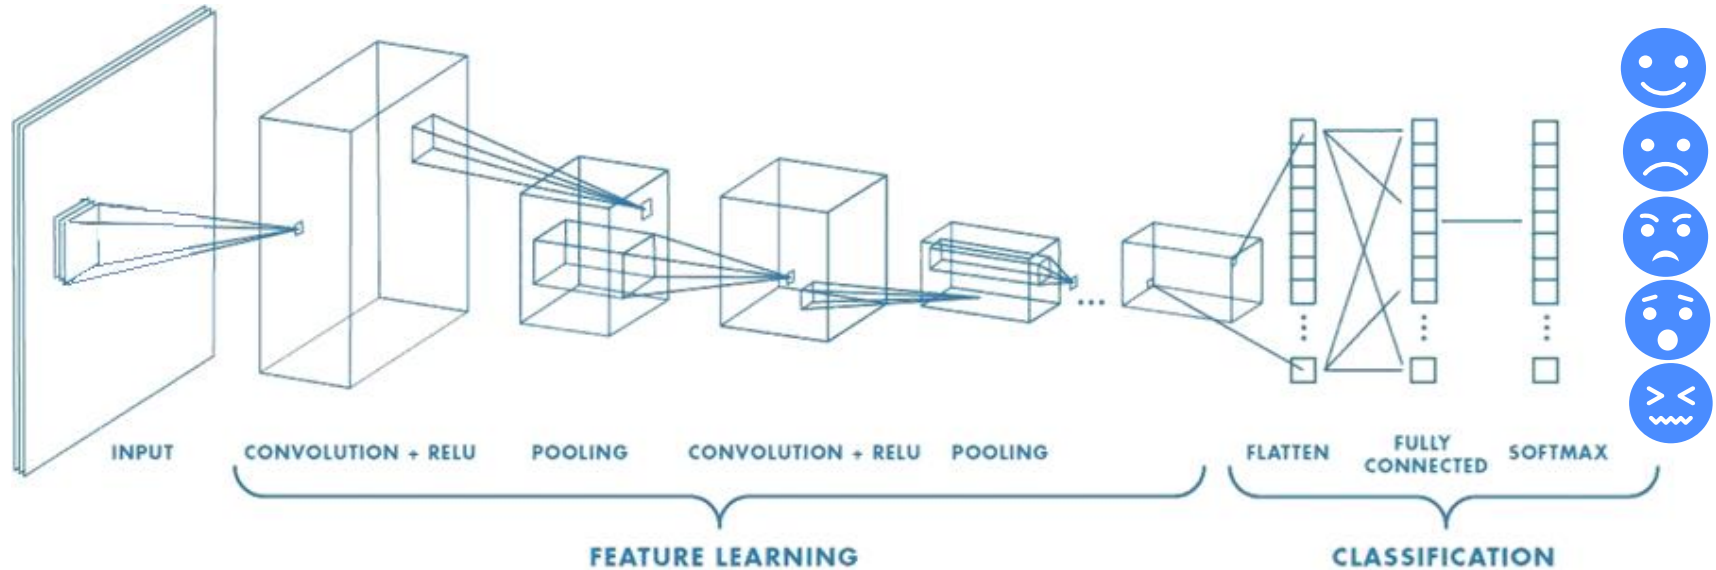 INPUT
CONVOLUTION + RELU
POOLING
CONVOLUTION + RELU
POOLING
...
FLATTEN
FULLY
CONNECTED
SOFTMAX
FEATURE LEARNING
CLASSIFICATION